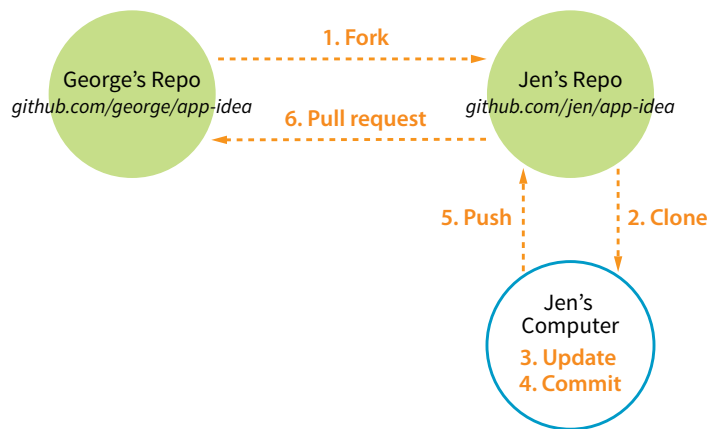 1. Fork
George’s Repo
github.com/george/app-idea
Jen’s Repo
github.com/jen/app-idea
6. Pull request
5. Push
2. Clone
Jen’s
Computer
3. Update
4. Commit